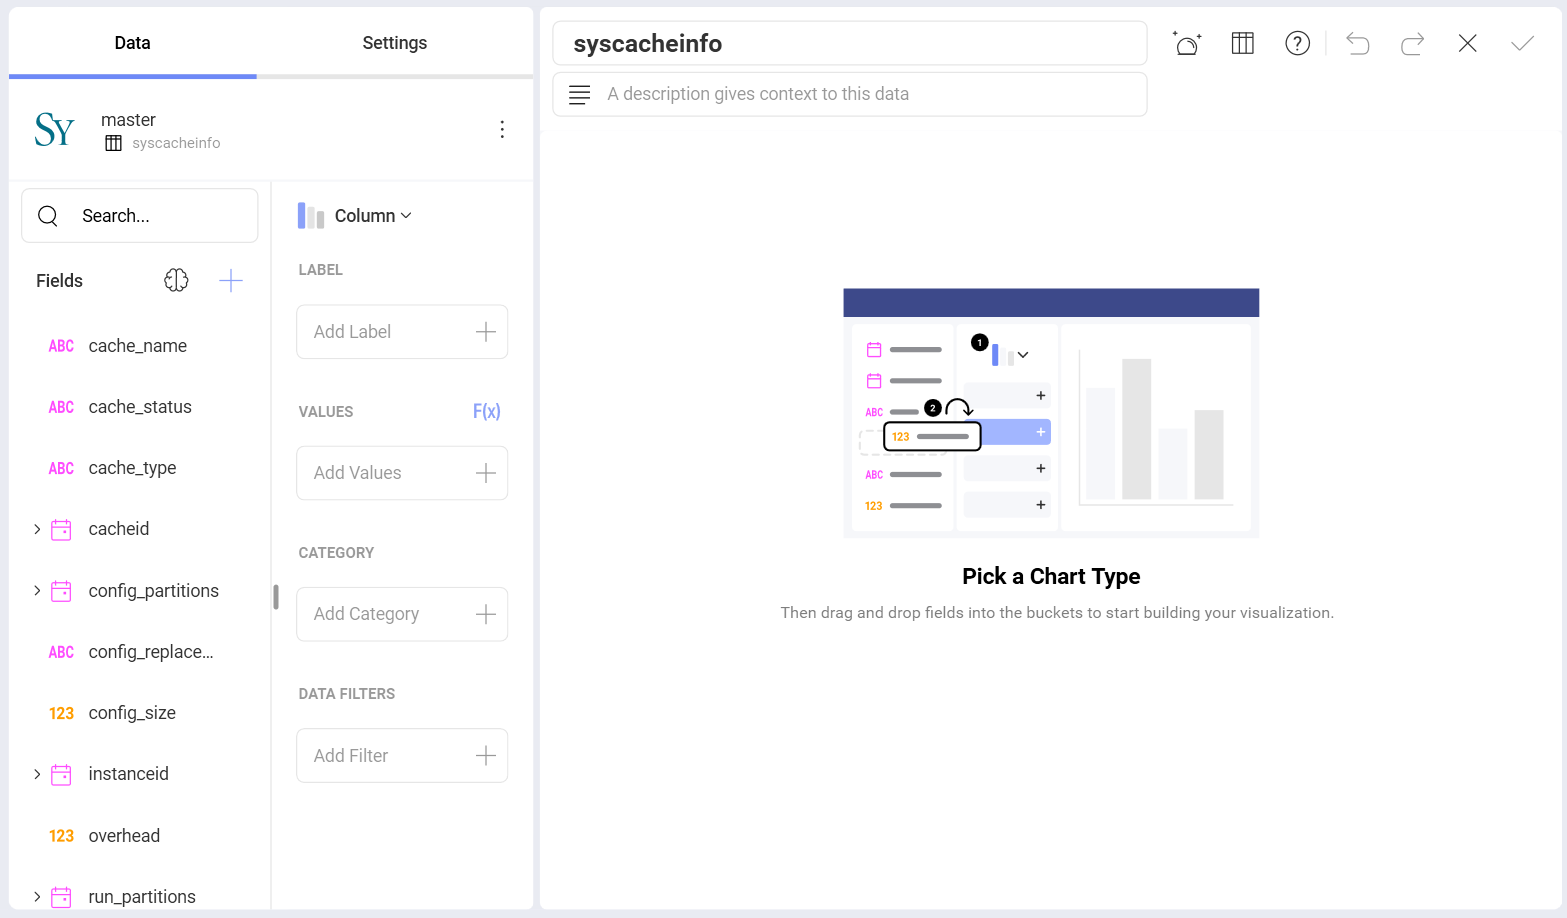 Data
Settings
SY
master
syscacheinfo
Search...
Fields
ABC cache_name
ABC cache_status
ABC cache_type
cacheid
config_partitions
ABC config_replace...
123 config_size
instanceid
123 overhead
run_partitions
Column
LABEL
Add Label
VALUES F(x)
Add Values
CATEGORY
Add Category
DATA FILTERS
Add Filter
syscacheinfo
A description gives context to this data
?
1
ABC 2
123
ABC
123
Pick a Chart Type
Then drag and drop fields into the buckets to start building your visualization.